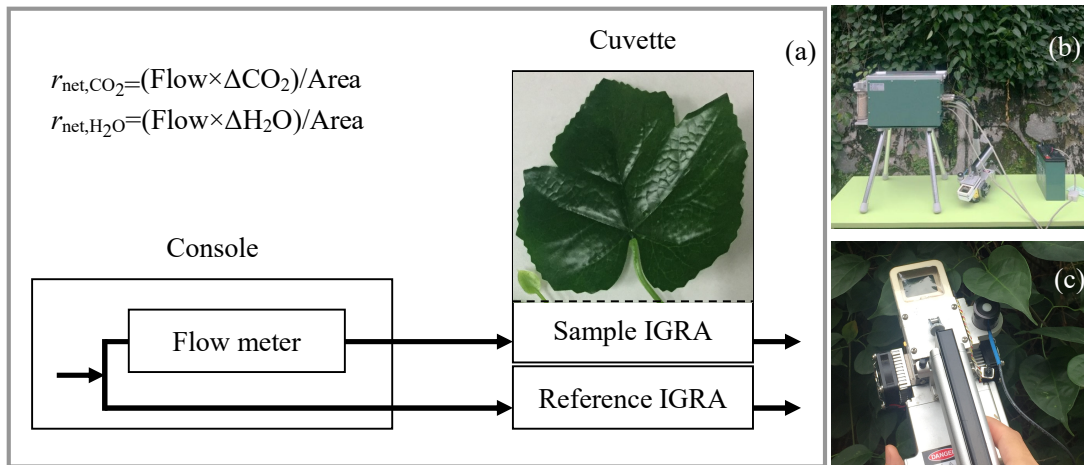 Cuvette
(a)
r_net,CO₂=(Flow×ΔCO₂)/Area
r_net,H₂O=(Flow×ΔH₂O)/Area
Console
Flow meter
Sample IGRA
Reference IGRA
(b)
(c)
DANGER